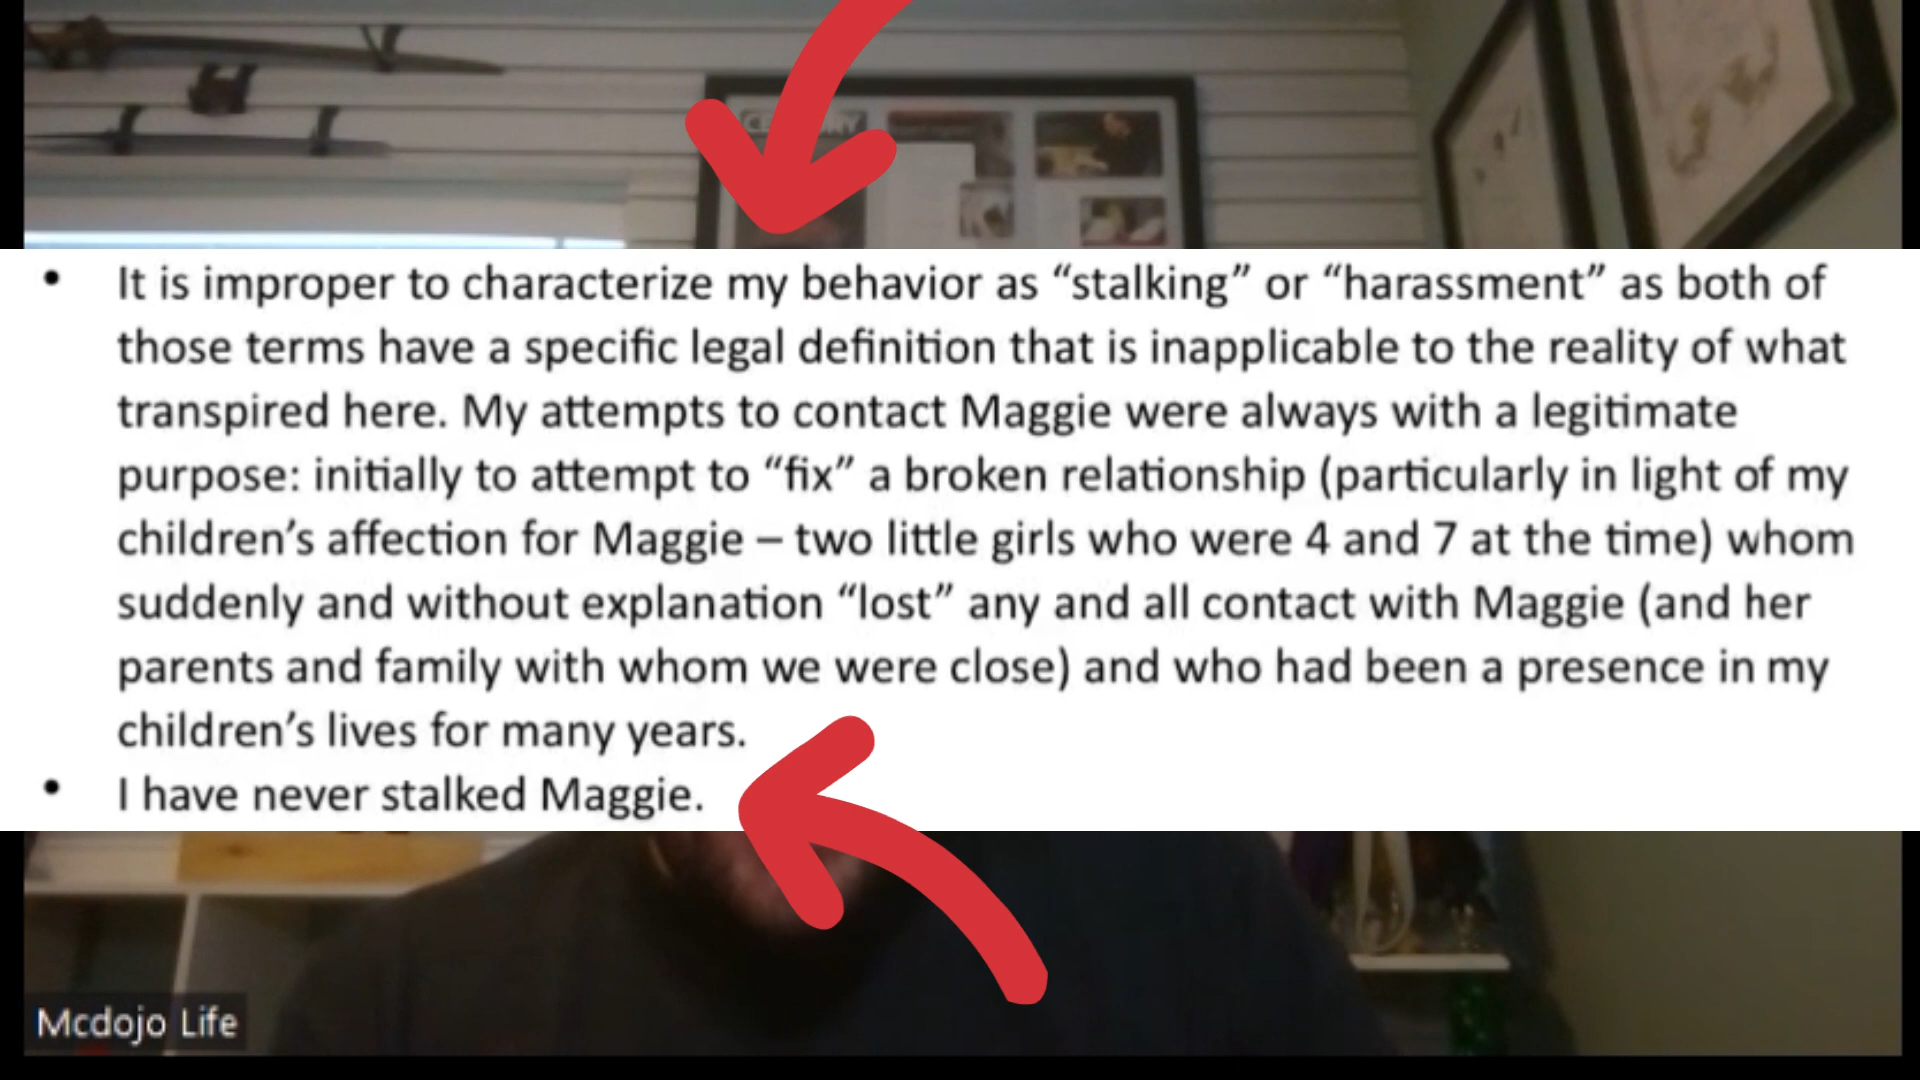 • It is improper to characterize my behavior as “stalking” or “harassment” as both of
those terms have a specific legal definition that is inapplicable to the reality of what
transpired here. My attempts to contact Maggie were always with a legitimate
purpose: initially to attempt to “fix” a broken relationship (particularly in light of my
children’s affection for Maggie – two little girls who were 4 and 7 at the time) whom
suddenly and without explanation “lost” any and all contact with Maggie (and her
parents and family with whom we were close) and who had been a presence in my
children’s lives for many years.
• I have never stalked Maggie.
Mcdojo Life